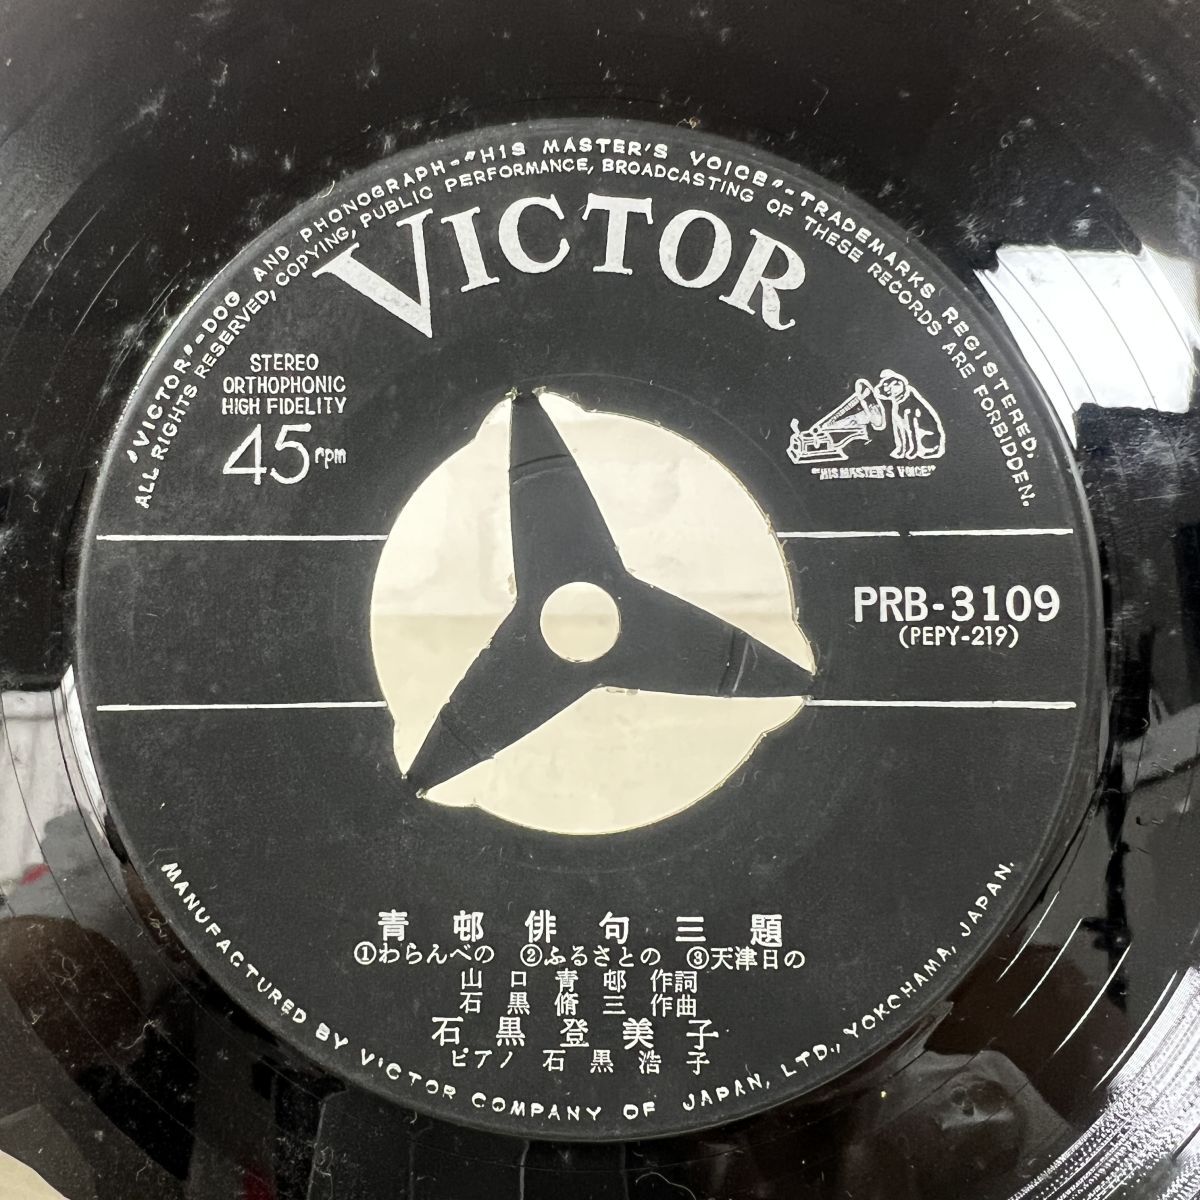 "VICTOR"-DOG AND PHONOGRAPH-"HIS MASTER'S VOICE"-TRADEMARKS REGISTERED.
ALL RIGHTS RESERVED, COPYING, PUBLIC PERFORMANCE, BROADCASTING OF THESE RECORDS ARE FORBIDDEN.
VICTOR
STEREO
ORTHOPHONIC
HIGH FIDELITY
45rpm
"HIS MASTER'S VOICE"
PRB-3109
(PEPY-219)
青邨俳句三題
①わらんべの ②ふるさとの ③天津日の
山口青邨 作詞
石黒脩三 作曲
石黒登美子
ピアノ 石黒浩子
MANUFACTURED BY VICTOR COMPANY OF JAPAN, LTD., YOKOHAMA, JAPAN.